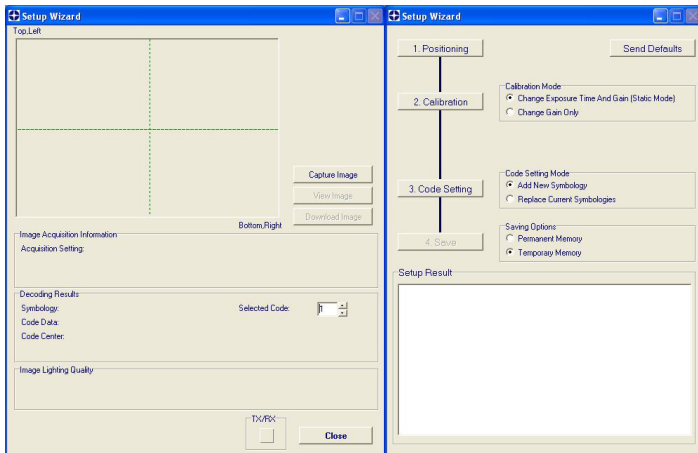 Setup Wizard
Top,Left
Capture Image
View Image
Download Image
Bottom,Right
Image Acquisition Information
Acquisition Setting:
Decoding Results
Symbology:
Selected Code:
1
Code Data:
Code Center:
Image Lighting Quality
TX/RX
Close
Setup Wizard
1. Positioning
Send Defaults
2. Calibration
Calibration Mode
Change Exposure Time And Gain (Static Mode)
Change Gain Only
3. Code Setting
Code Setting Mode
Add New Symbology
Replace Current Symbologies
4. Save
Saving Options
Permanent Memory
Temporary Memory
Setup Result